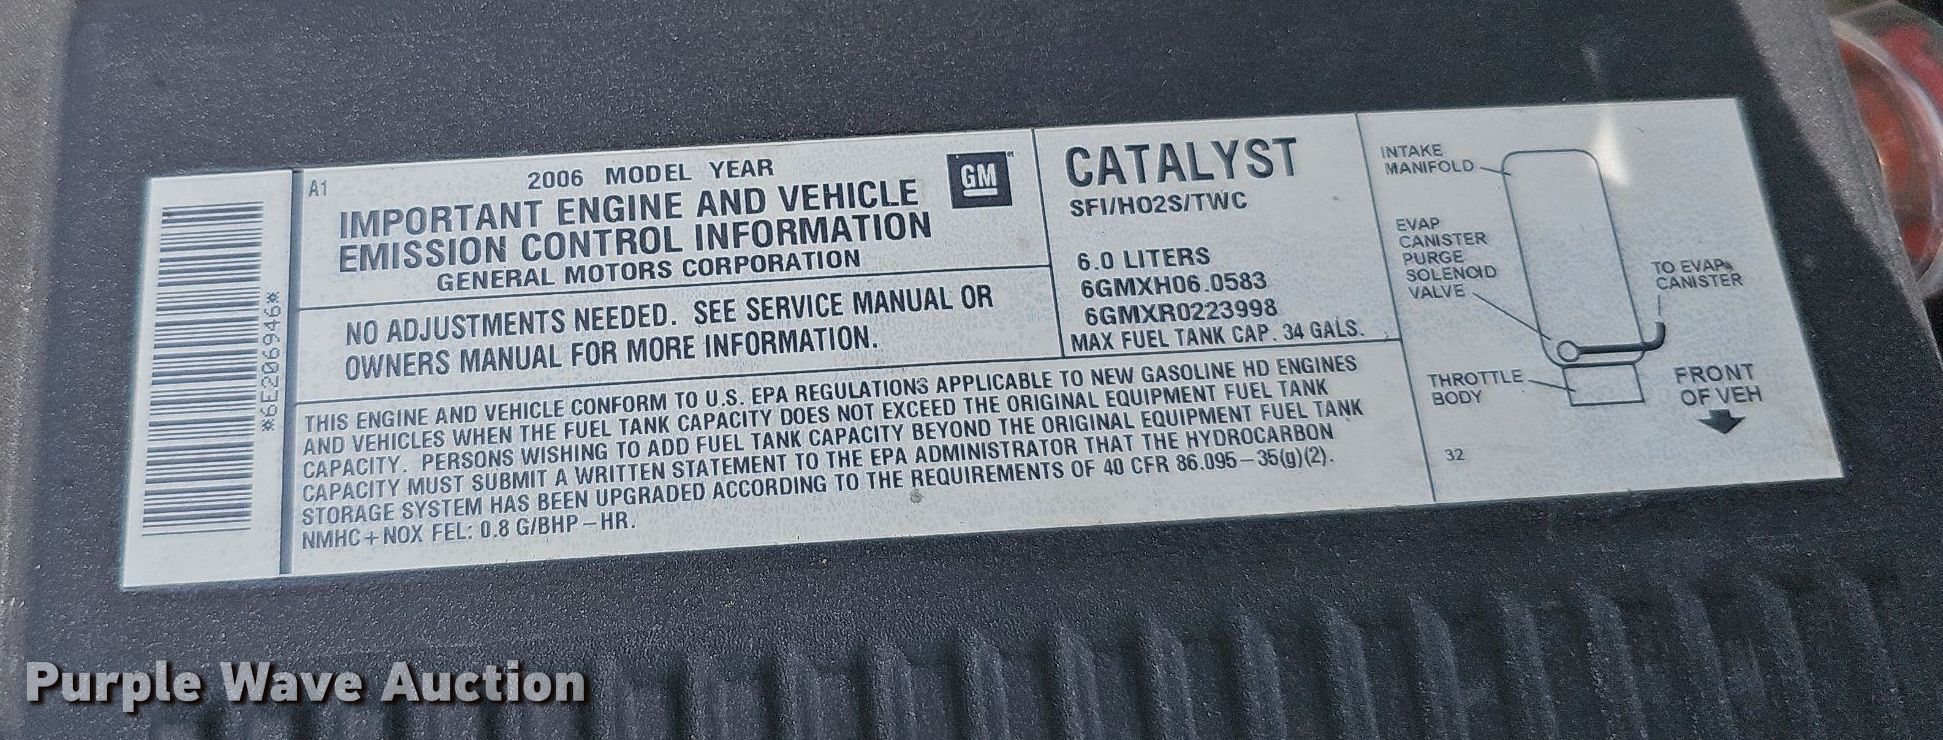 *6E2069946*
A1
2006 MODEL YEAR
IMPORTANT ENGINE AND VEHICLE
EMISSION CONTROL INFORMATION
GENERAL MOTORS CORPORATION
GM
NO ADJUSTMENTS NEEDED. SEE SERVICE MANUAL OR
OWNERS MANUAL FOR MORE INFORMATION.
CATALYST
SFI/HO2S/TWC
6.0 LITERS
6GMXH06.0583
6GMXR0223998
MAX FUEL TANK CAP. 34 GALS.
THIS ENGINE AND VEHICLE CONFORM TO U.S. EPA REGULATIONS APPLICABLE TO NEW GASOLINE HD ENGINES
AND VEHICLES WHEN THE FUEL TANK CAPACITY DOES NOT EXCEED THE ORIGINAL EQUIPMENT FUEL TANK
CAPACITY. PERSONS WISHING TO ADD FUEL TANK CAPACITY BEYOND THE ORIGINAL EQUIPMENT FUEL TANK
CAPACITY MUST SUBMIT A WRITTEN STATEMENT TO THE EPA ADMINISTRATOR THAT THE HYDROCARBON
STORAGE SYSTEM HAS BEEN UPGRADED ACCORDING TO THE REQUIREMENTS OF 40 CFR 86.095-35(g)(2).
NMHC+NOX FEL: 0.8 G/BHP-HR.
INTAKE
MANIFOLD
EVAP
CANISTER
PURGE
SOLENOID
VALVE
TO EVAP
CANISTER
THROTTLE
BODY
FRONT
OF VEH
32
Purple Wave Auction